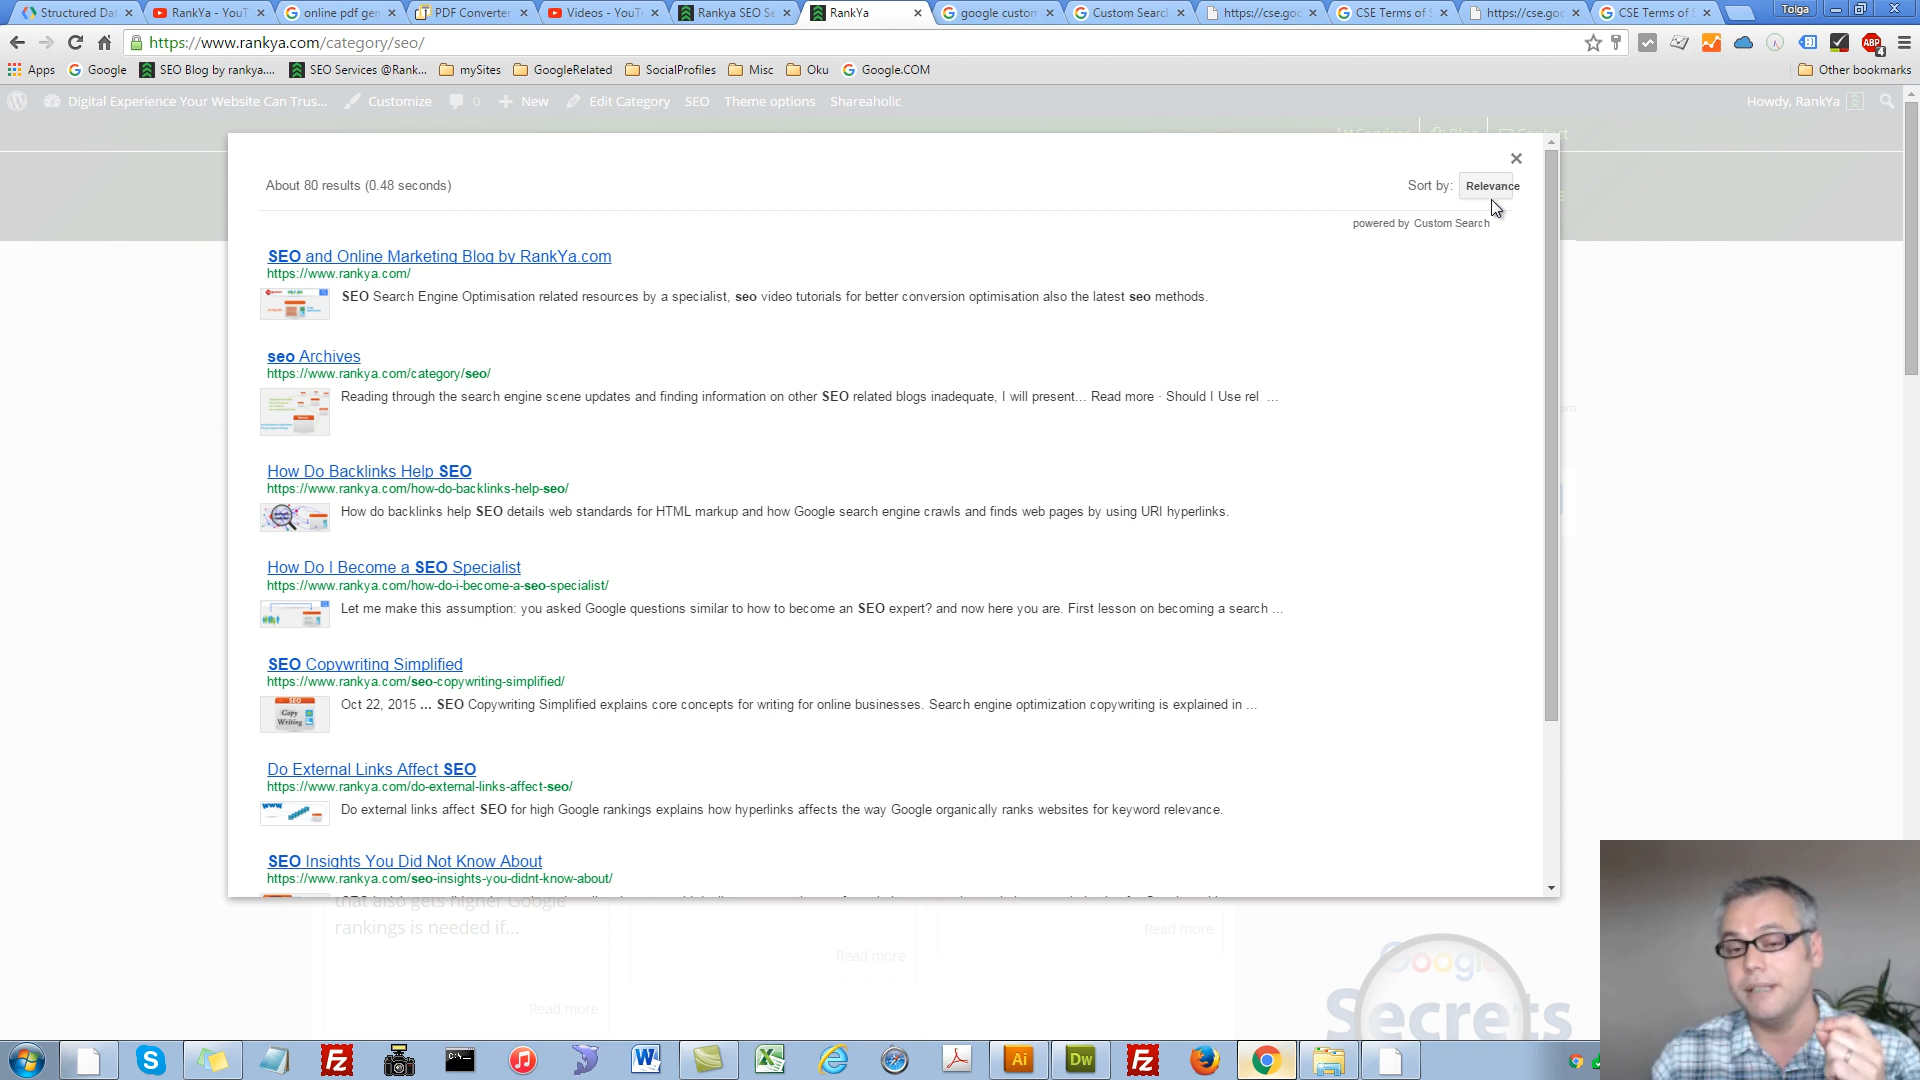 Structured Dat
RankYa - YouT
online pdf gen
PDF Converter
Videos - YouTu
Rankya SEO Se
RankYa
google custom
Custom Search
https://cse.goo
CSE Terms of S
https://cse.goo
CSE Terms of S
Tolga
https://www.rankya.com/category/seo/
Apps
Google
SEO Blog by rankya....
SEO Services @Rank...
mySites
GoogleRelated
SocialProfiles
Misc
Oku
Google.COM
Other bookmarks
Digital Experience Your Website Can Trus...
Customize
0
New
Edit Category
SEO
Theme options
Shareaholic
Howdy, RankYa
About 80 results (0.48 seconds)
Sort by: Relevance
powered by Custom Search
SEO and Online Marketing Blog by RankYa.com
https://www.rankya.com/
SEO Search Engine Optimisation related resources by a specialist, seo video tutorials for better conversion optimisation also the latest seo methods.
seo Archives
https://www.rankya.com/category/seo/
Reading through the search engine scene updates and finding information on other SEO related blogs inadequate, I will present... Read more · Should I Use rel ...
How Do Backlinks Help SEO
https://www.rankya.com/how-do-backlinks-help-seo/
How do backlinks help SEO details web standards for HTML markup and how Google search engine crawls and finds web pages by using URI hyperlinks.
How Do I Become a SEO Specialist
https://www.rankya.com/how-do-i-become-a-seo-specialist/
Let me make this assumption: you asked Google questions similar to how to become an SEO expert? and now here you are. First lesson on becoming a search ...
SEO Copywriting Simplified
https://www.rankya.com/seo-copywriting-simplified/
SEO
Copy
Writing
Oct 22, 2015 ... SEO Copywriting Simplified explains core concepts for writing for online businesses. Search engine optimization copywriting is explained in ...
Do External Links Affect SEO
https://www.rankya.com/do-external-links-affect-seo/
www
Do external links affect SEO for high Google rankings explains how hyperlinks affects the way Google organically ranks websites for keyword relevance.
SEO Insights You Did Not Know About
https://www.rankya.com/seo-insights-you-didnt-know-about/
that also gets higher Google
rankings is needed if...
Read more
Read more
Read more
Google
Secrets
ABP
4
Fz
Ai
Dw
Fz